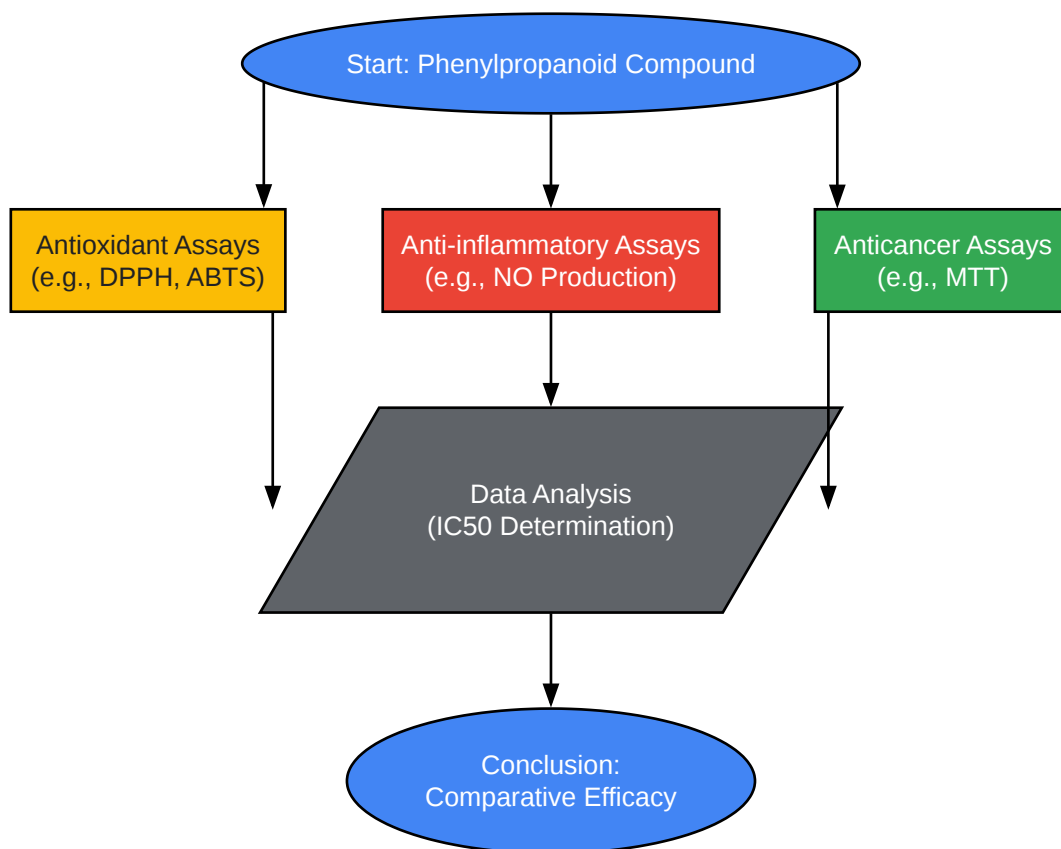 Start: Phenylpropanoid Compound
Antioxidant Assays
(e.g., DPPH, ABTS)
Anti-inflammatory Assays
(e.g., NO Production)
Anticancer Assays
(e.g., MTT)
Data Analysis
(IC50 Determination)
Conclusion:
Comparative Efficacy